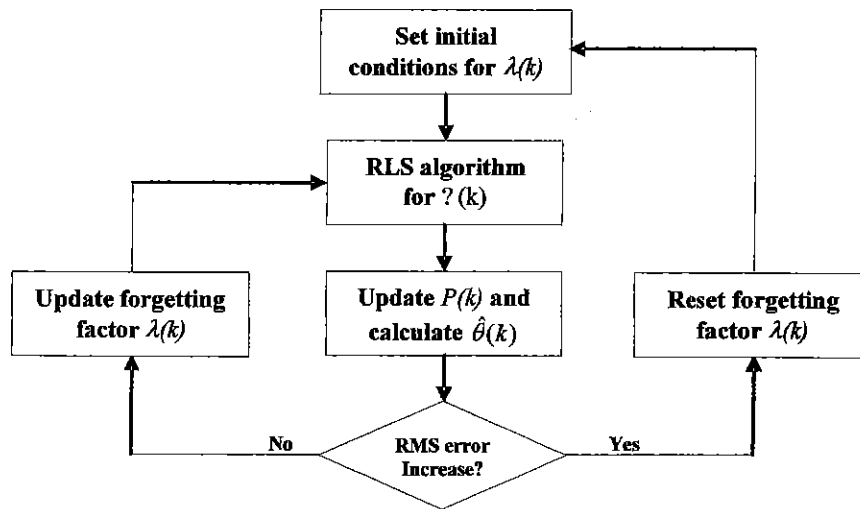 Set initial
conditions for λ(k)
RLS algorithm
for ? (k)
Update forgetting
factor λ(k)
Update P(k) and
calculate θ̂(k)
Reset forgetting
factor λ(k)
No
RMS error
Increase?
Yes